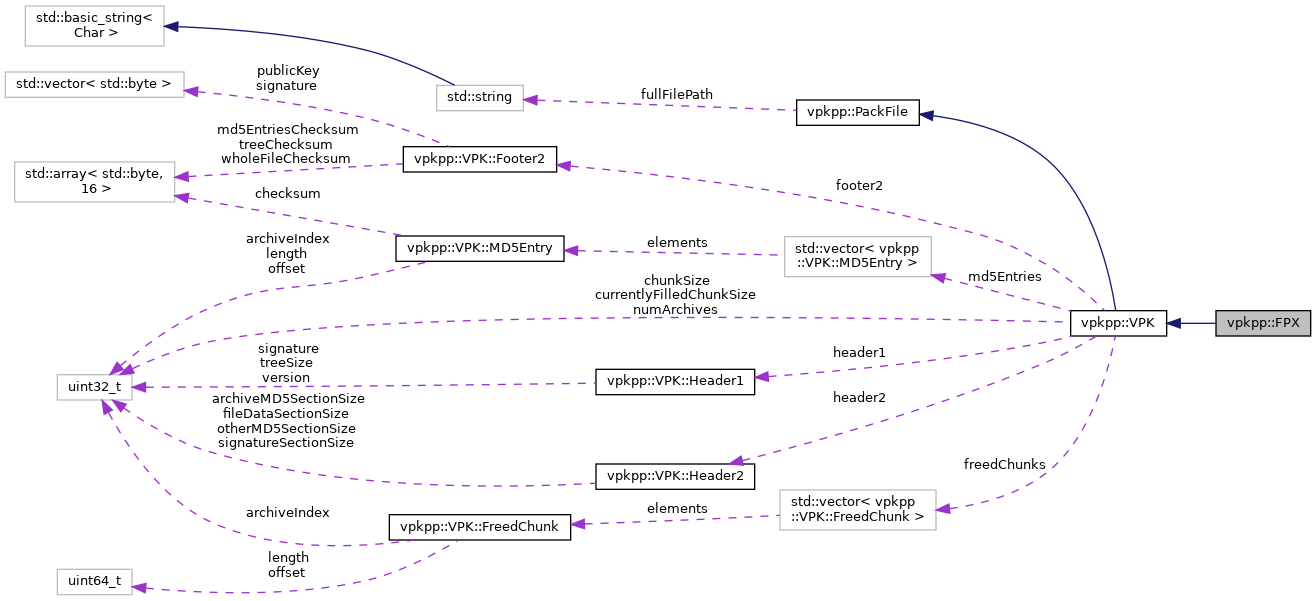 std::basic_string<
Char >
std::vector< std::byte >
publicKey
signature
std::string
fullFilePath
vpkpp::PackFile
md5EntriesChecksum
treeChecksum
wholeFileChecksum
vpkpp::VPK::Footer2
std::array< std::byte,
16 >
checksum
footer2
archiveIndex
length
offset
vpkpp::VPK::MD5Entry
elements
std::vector< vpkpp
::VPK::MD5Entry >
md5Entries
chunkSize
currentlyFilledChunkSize
numArchives
vpkpp::VPK
vpkpp::FPX
signature
treeSize
version
header1
uint32_t
vpkpp::VPK::Header1
archiveMD5SectionSize
fileDataSectionSize
otherMD5SectionSize
signatureSectionSize
header2
vpkpp::VPK::Header2
freedChunks
archiveIndex
vpkpp::VPK::FreedChunk
elements
std::vector< vpkpp
::VPK::FreedChunk >
length
offset
uint64_t